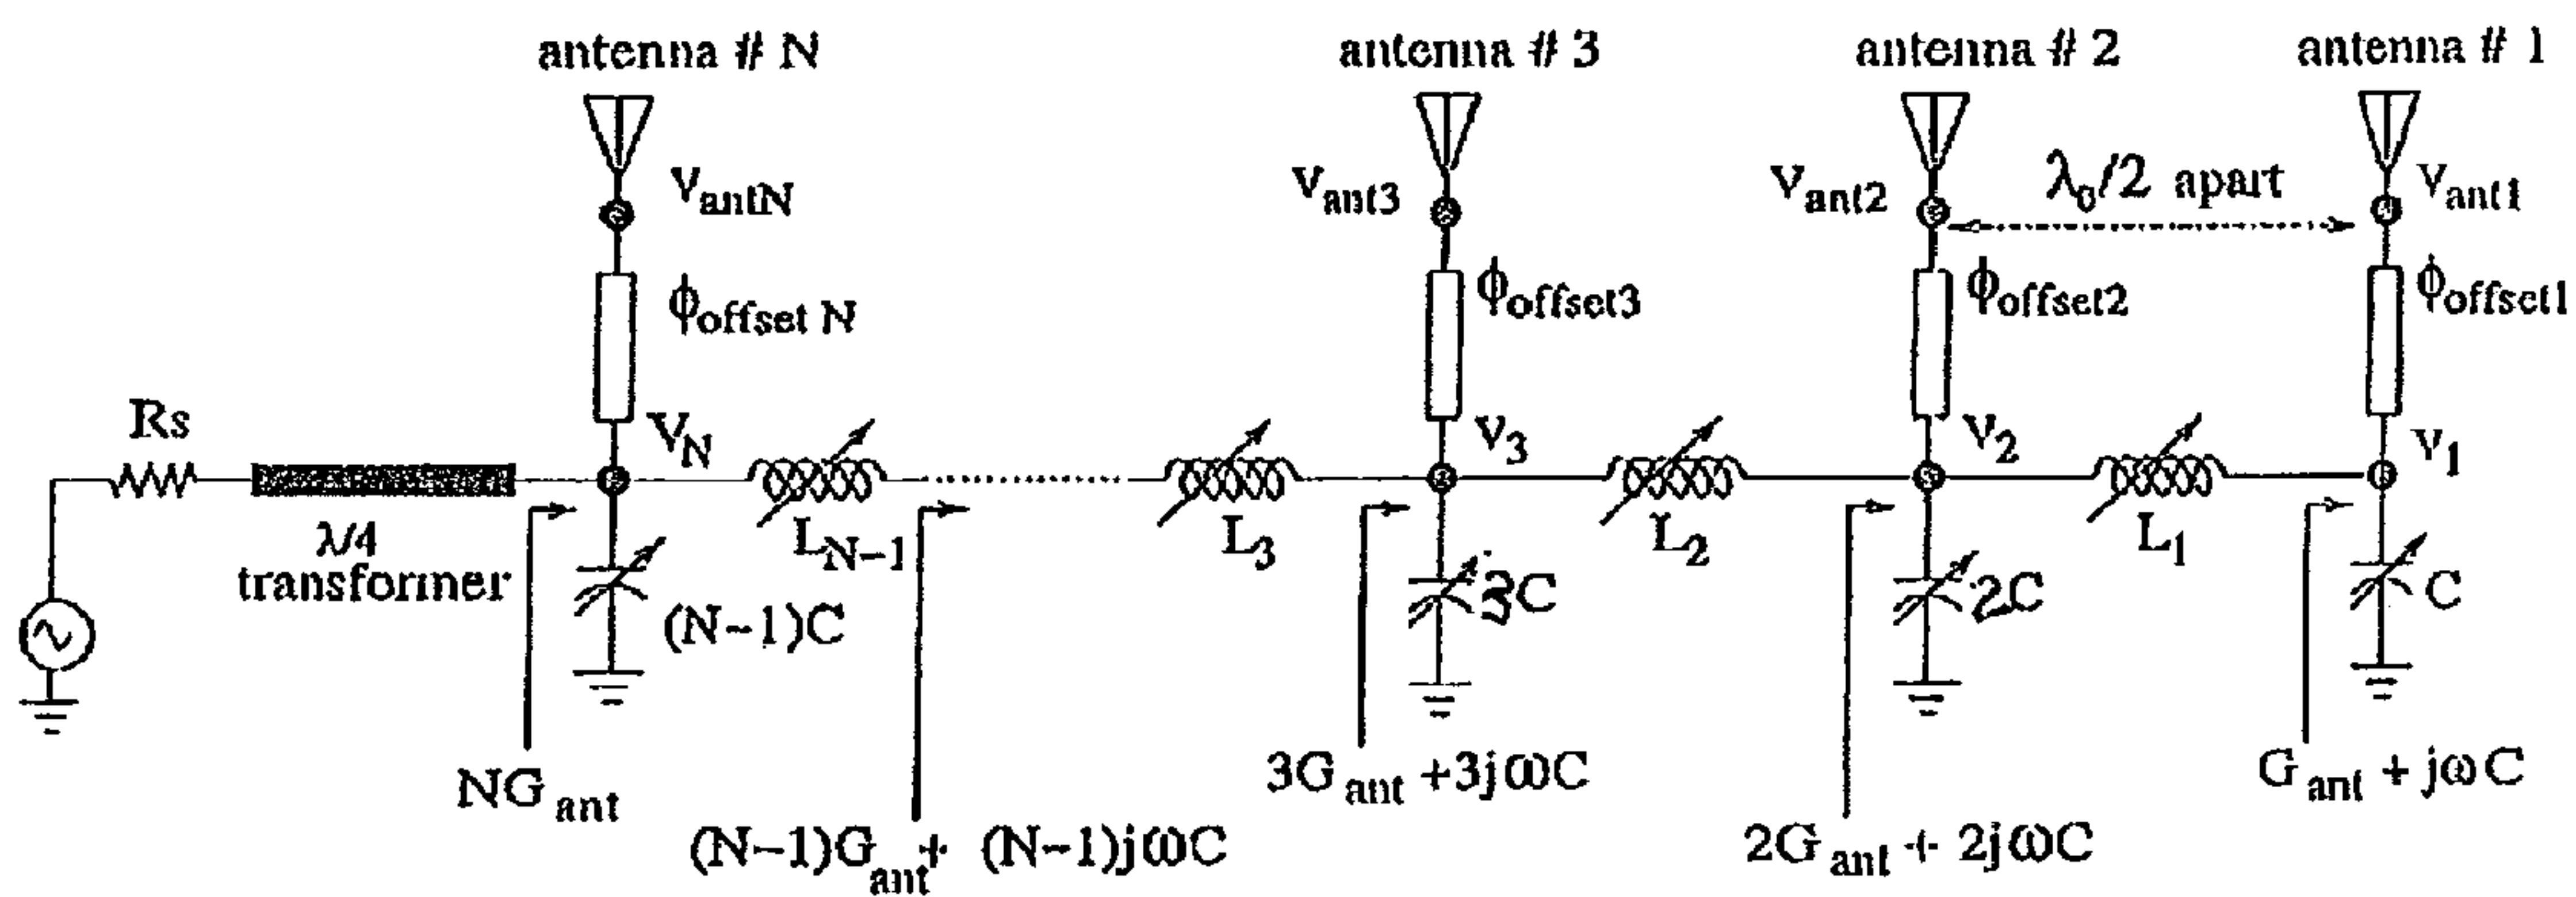 antenna # N
antenna # 3
antenna # 2
antenna # 1
V_antN
V_ant3
V_ant2
λ₀/2 apart
V_ant1
ϕ_offset N
ϕ_offset3
ϕ_offset2
ϕ_offset1
Rs
V_N
V_3
V_2
V_1
λ/4
transformer
L_N-1
L_3
L_2
L_1
(N-1)C
3C
2C
C
NG_ant
(N-1)G_ant + (N-1)jωC
3G_ant +3jωC
2G_ant + 2jωC
G_ant + jωC